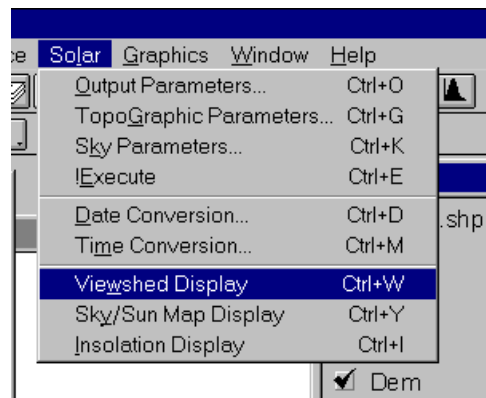 ce Solar Graphics Window Help
Output Parameters... Ctrl+O
TopoGraphic Parameters... Ctrl+G
Sky Parameters... Ctrl+K
!Execute Ctrl+E
Date Conversion... Ctrl+D
.shp
Time Conversion... Ctrl+M
Viewshed Display Ctrl+W
Sky/Sun Map Display Ctrl+Y
Insolation Display Ctrl+I
Dem